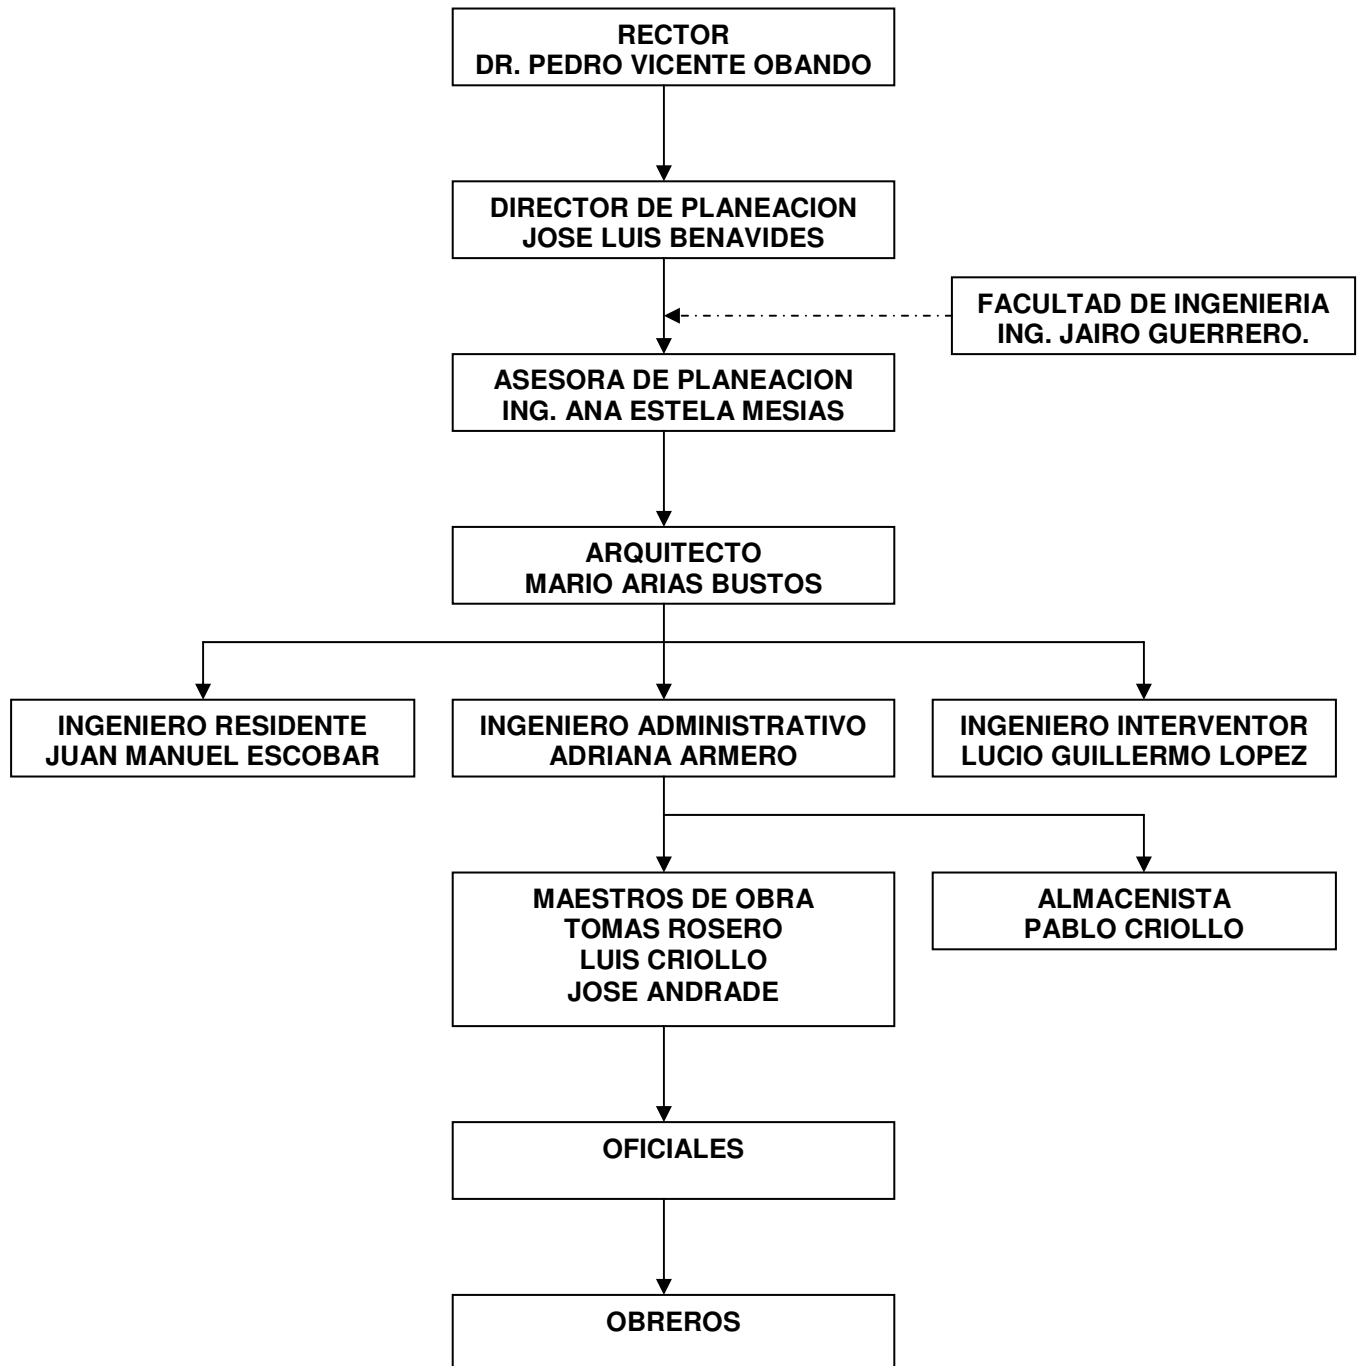 RECTOR
DR. PEDRO VICENTE OBANDO
DIRECTOR DE PLANEACION
JOSE LUIS BENAVIDES
FACULTAD DE INGENIERIA
ING. JAIRO GUERRERO.
ASESORA DE PLANEACION
ING. ANA ESTELA MESIAS
ARQUITECTO
MARIO ARIAS BUSTOS
INGENIERO RESIDENTE
JUAN MANUEL ESCOBAR
INGENIERO ADMINISTRATIVO
ADRIANA ARMERO
INGENIERO INTERVENTOR
LUCIO GUILLERMO LOPEZ
MAESTROS DE OBRA
TOMAS ROSERO
LUIS CRIOLLO
JOSE ANDRADE
ALMACENISTA
PABLO CRIOLLO
OFICIALES
OBREROS